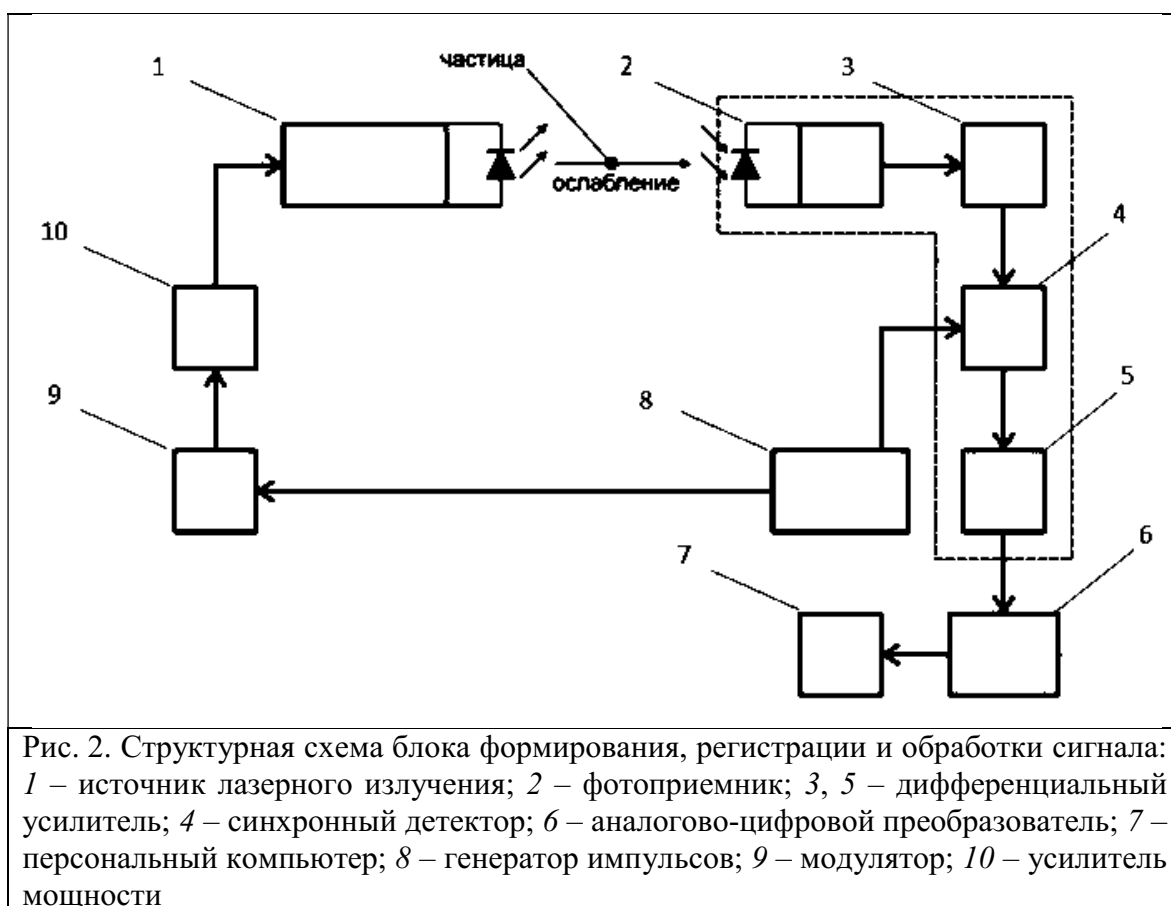 частица
1
2
3
ослабление
10
4
9
8
5
7
6
Рис. 2. Структурная схема блока формирования, регистрации и обработки сигнала:
1 – источник лазерного излучения; 2 – фотоприемник; 3, 5 – дифференциальный
усилитель; 4 – синхронный детектор; 6 – аналогово-цифровой преобразователь; 7 –
персональный компьютер; 8 – генератор импульсов; 9 – модулятор; 10 – усилитель
мощности